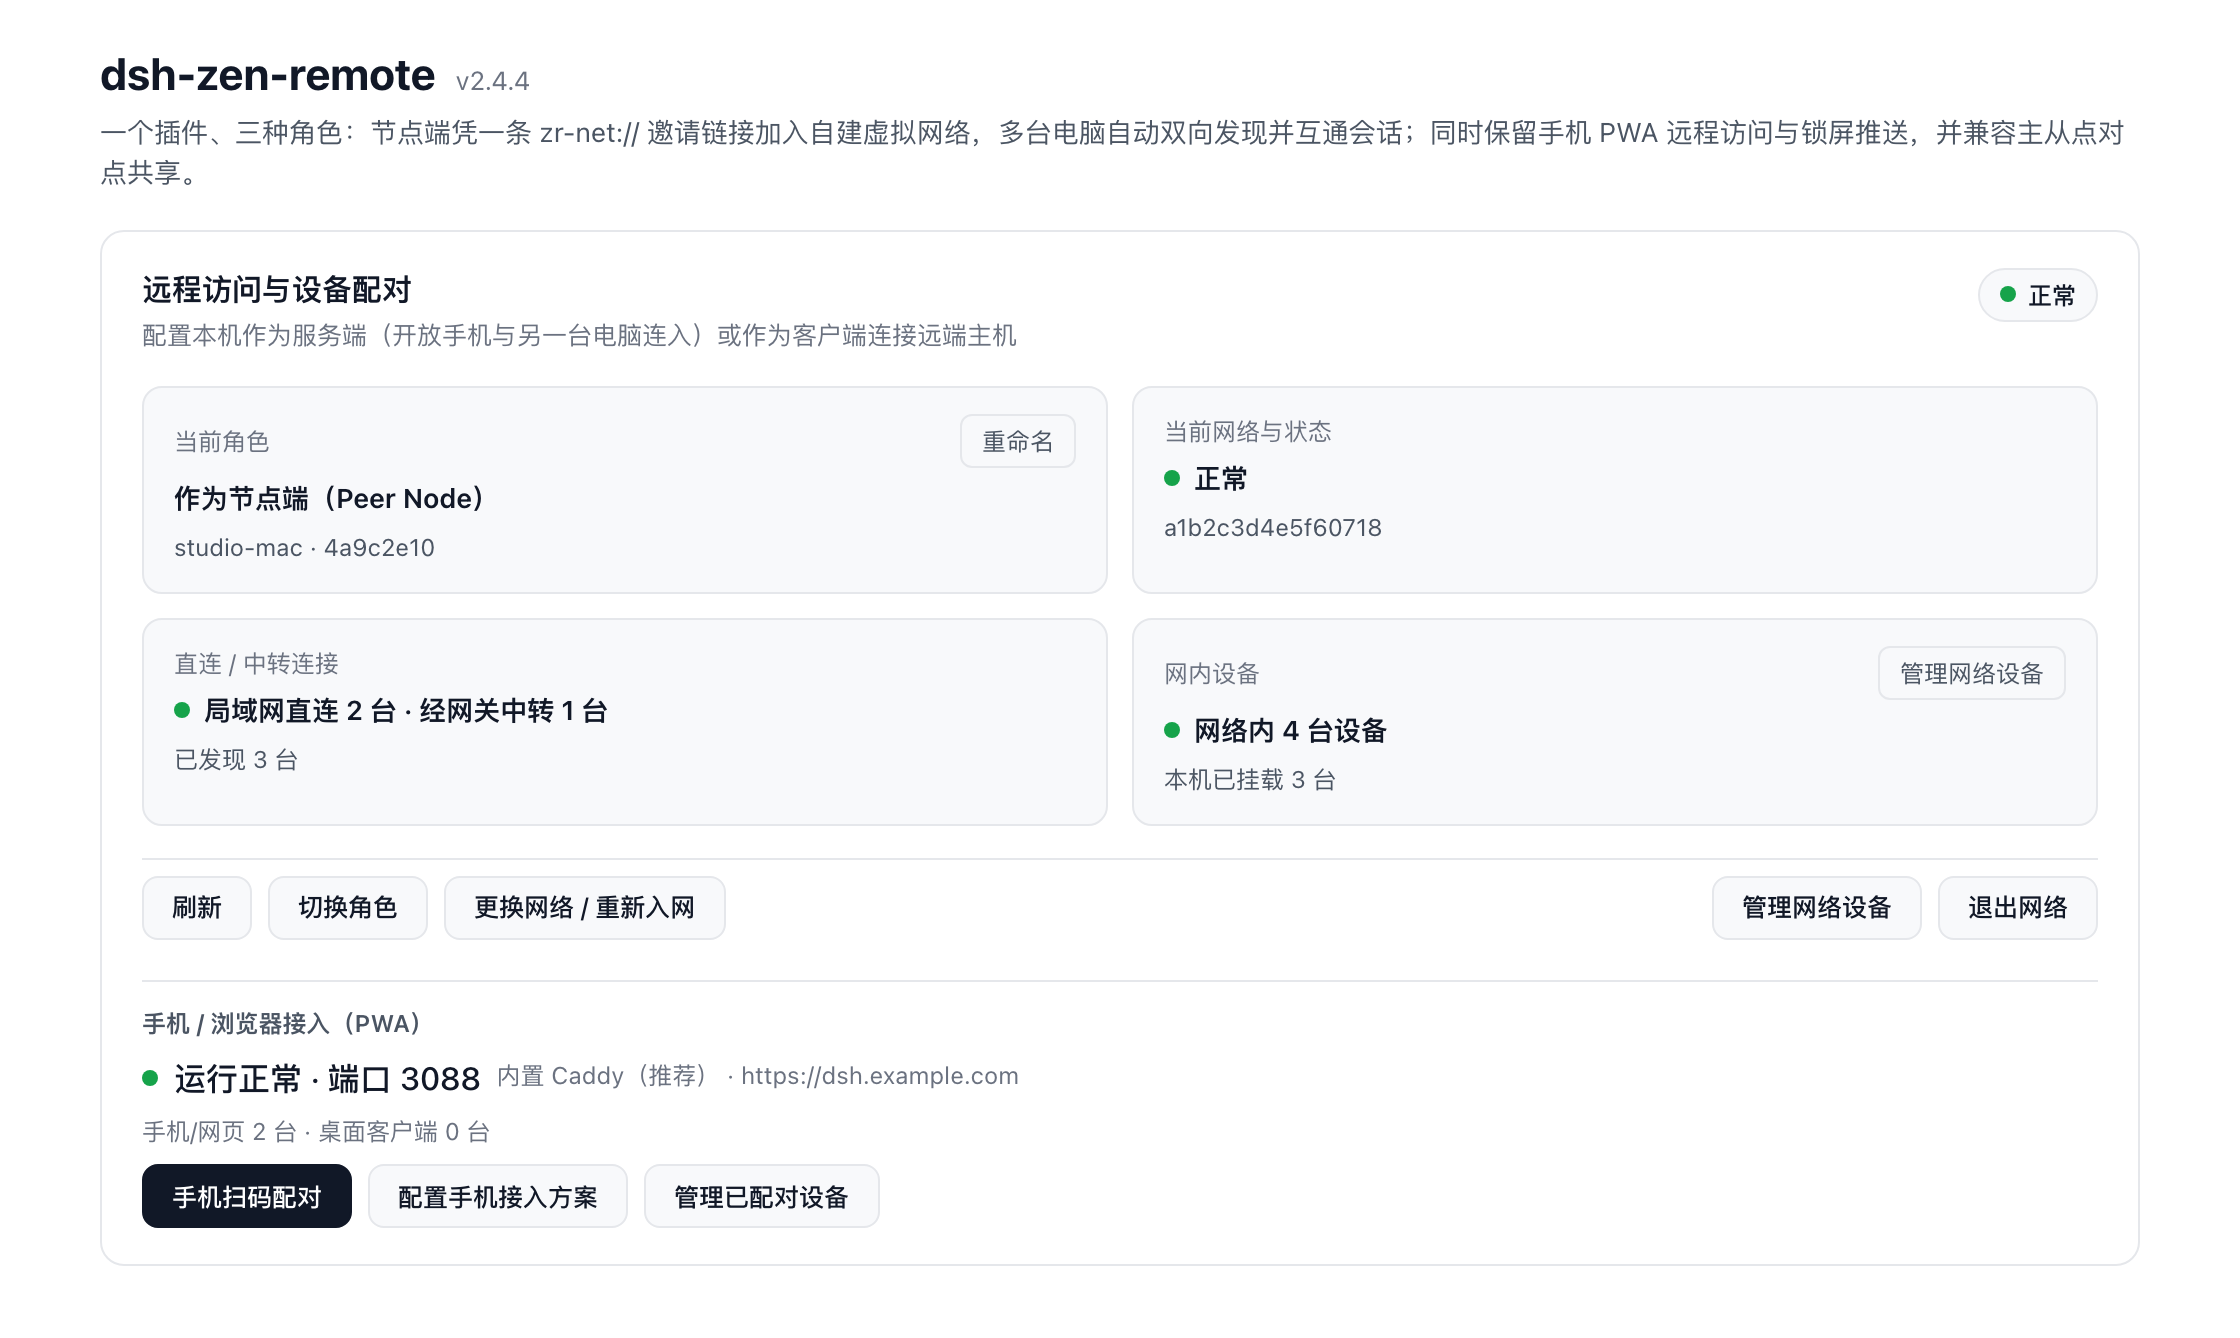 dsh-zen-remote v2.4.4
一个插件、三种角色：节点端凭一条 zr-net:// 邀请链接加入自建虚拟网络，多台电脑自动双向发现并互通会话；同时保留手机 PWA 远程访问与锁屏推送，并兼容主从点对
点共享。
远程访问与设备配对
正常
配置本机作为服务端（开放手机与另一台电脑连入）或作为客户端连接远端主机
当前角色
重命名
作为节点端（Peer Node）
studio-mac · 4a9c2e10
当前网络与状态
正常
a1b2c3d4e5f60718
直连 / 中转连接
局域网直连 2 台 · 经网关中转 1 台
已发现 3 台
网内设备
管理网络设备
网络内 4 台设备
本机已挂载 3 台
刷新
切换角色
更换网络 / 重新入网
管理网络设备
退出网络
手机 / 浏览器接入（PWA）
运行正常 · 端口 3088 内置 Caddy（推荐） · https://dsh.example.com
手机/网页 2 台 · 桌面客户端 0 台
手机扫码配对
配置手机接入方案
管理已配对设备